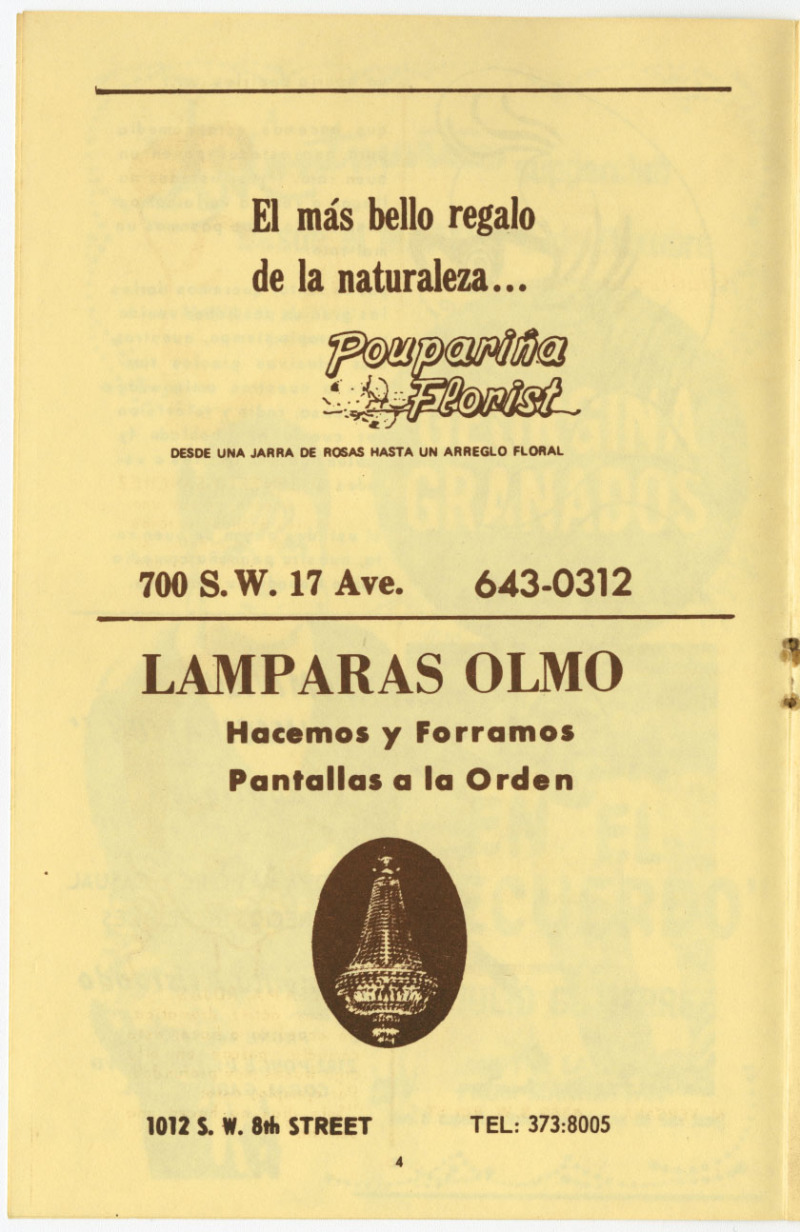 El más bello regalo
de la naturaleza...
Poupariña
Florist
DESDE UNA JARRA DE ROSAS HASTA UN ARREGLO FLORAL
700 S. W. 17 Ave. 643-0312
LAMPARAS OLMO
Hacemos y Forramos
Pantallas a la Orden
1012 S. W. 8th STREET TEL: 373:8005
4